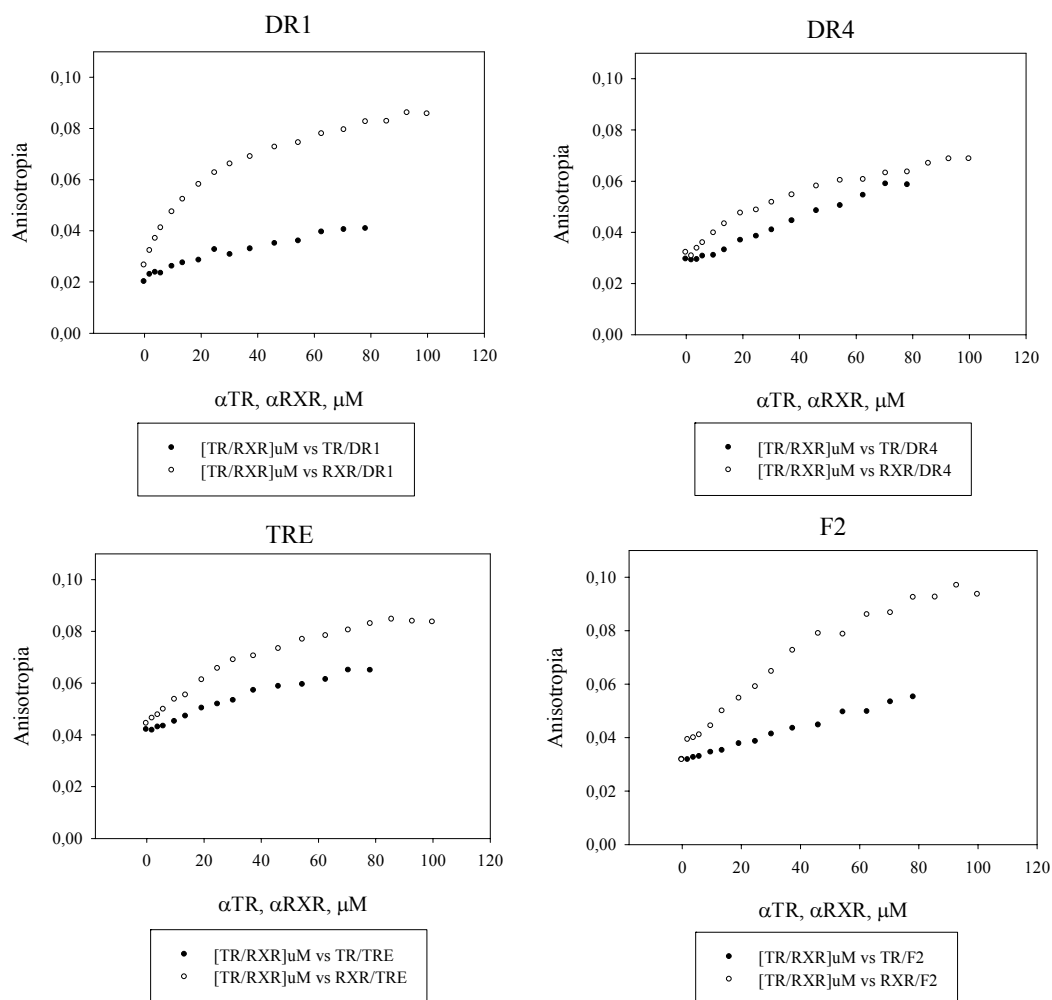 DR1
0,10
0,08
0,06
0,04
0,02
0,00
Anisotropia
0 20 40 60 80 100 120
αTR, αRXR, μM
[TR/RXR]uM vs TR/DR1
[TR/RXR]uM vs RXR/DR1
DR4
0,10
0,08
0,06
0,04
0,02
0,00
Anisotropia
0 20 40 60 80 100 120
αTR, αRXR, μM
[TR/RXR]uM vs TR/DR4
[TR/RXR]uM vs RXR/DR4
TRE
0,10
0,08
0,06
0,04
0,02
0,00
Anisotropia
0 20 40 60 80 100 120
αTR, αRXR, μM
[TR/RXR]uM vs TR/TRE
[TR/RXR]uM vs RXR/TRE
F2
0,10
0,08
0,06
0,04
0,02
0,00
Anisotropia
0 20 40 60 80 100 120
αTR, αRXR, μM
[TR/RXR]uM vs TR/F2
[TR/RXR]uM vs RXR/F2